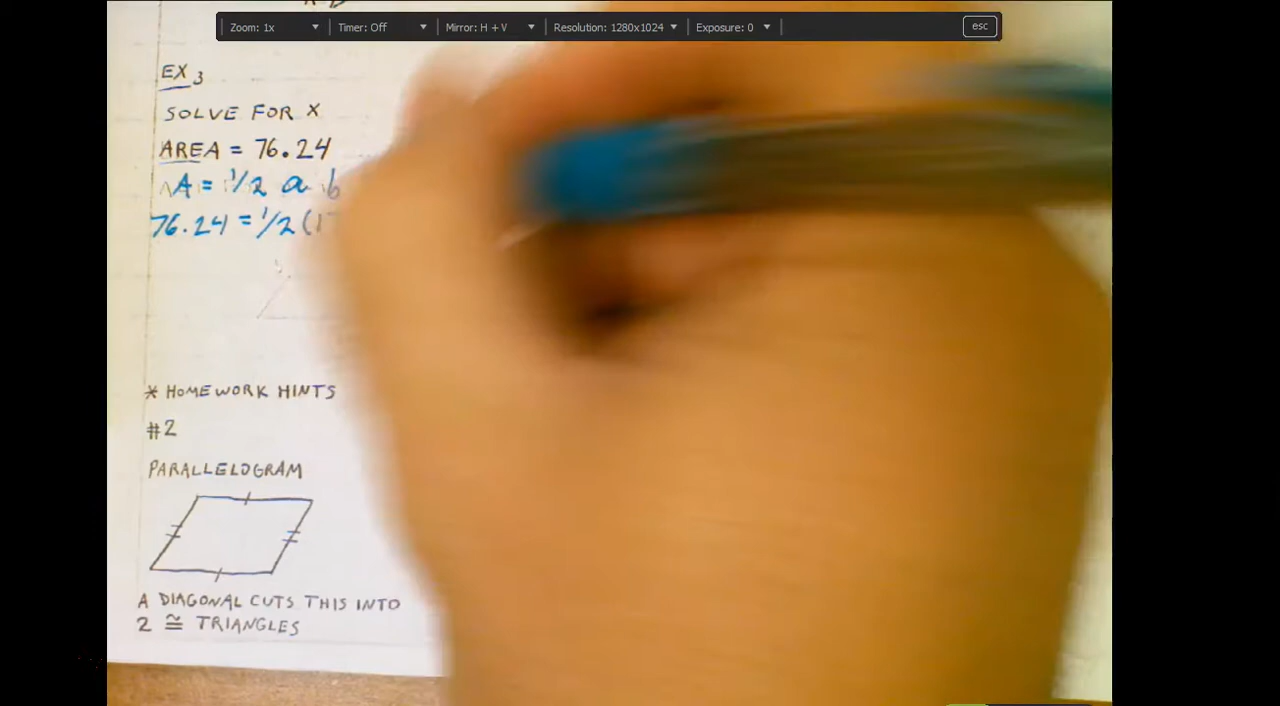 Zoom: 1x Timer: Off Mirror: H + V Resolution: 1280x1024 Exposure: 0 esc
EX 3
SOLVE FOR X
AREA = 76.24
A = 1/2 a b
76.24 = 1/2 (1
* HOMEWORK HINTS
#2
PARALLELOGRAM
A DIAGONAL CUTS THIS INTO
2 ≅ TRIANGLES